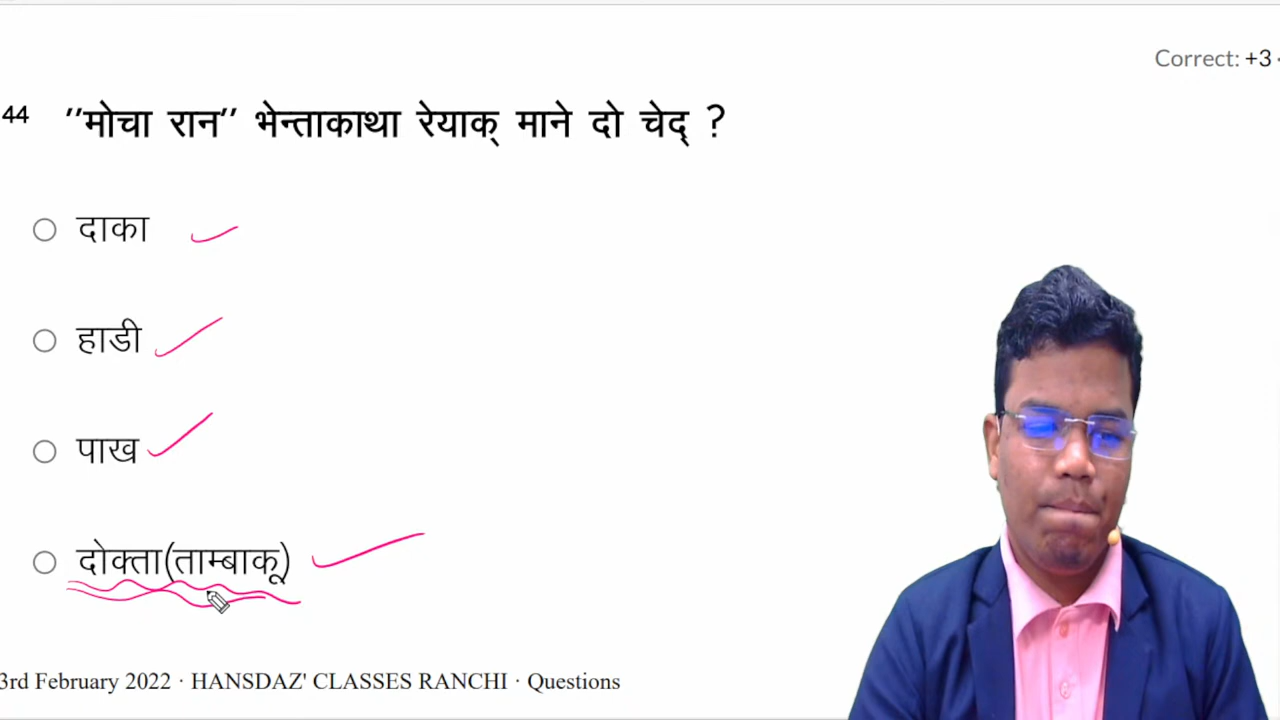 Correct: +3
44 ’’मोचा रान’’ भेन्ताकाथा रेयाक् माने दो चेद् ?
दाका
हाडी
पाख
दोक्ता(ताम्बाकू)
3rd February 2022 · HANSDAZ' CLASSES RANCHI · Questions